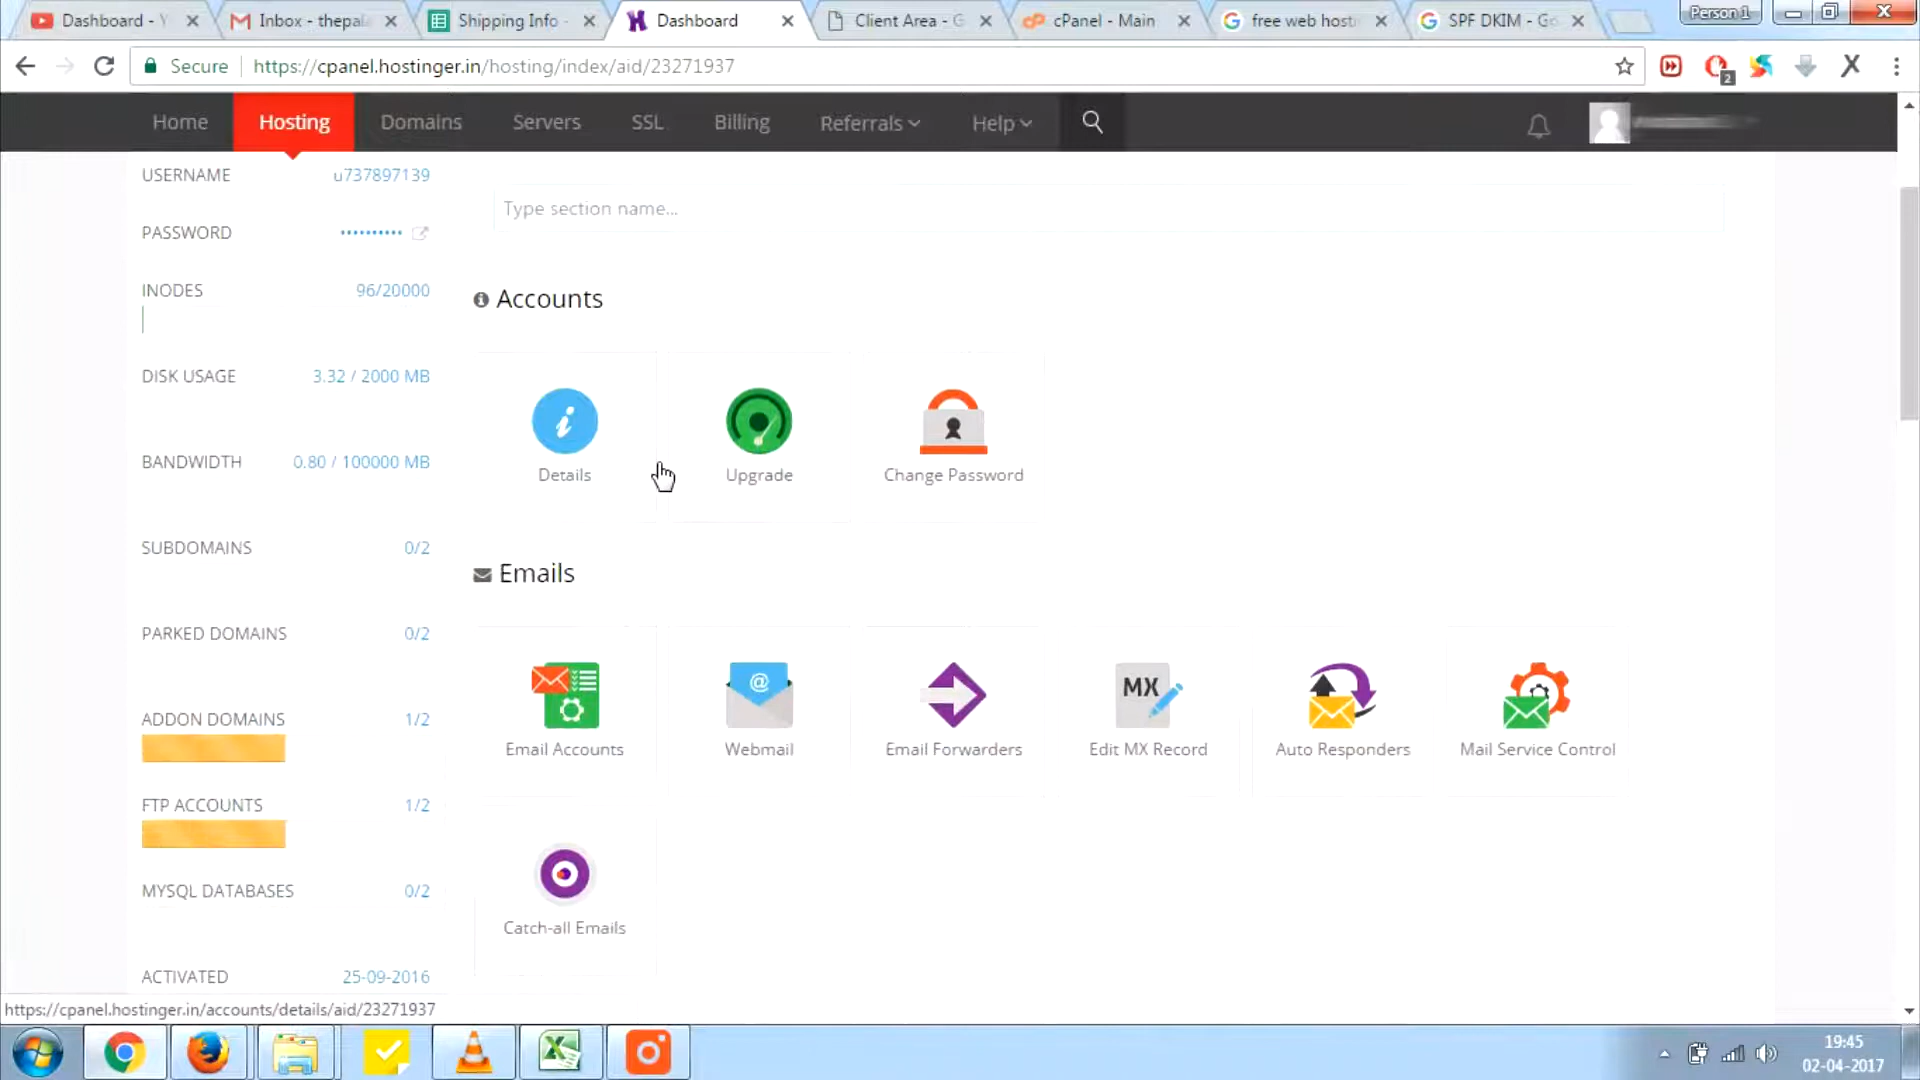 Dashboard - Y
Inbox - thepala
Shipping Info -
Dashboard
Client Area - G
cPanel - Main
free web hosti
SPF DKIM - Go
Person 1
Secure
https://cpanel.hostinger.in/hosting/index/aid/23271937
2
Home
Hosting
Domains
Servers
SSL
Billing
Referrals
Help
USERNAME u737897139
Type section name...
PASSWORD ••••••••••
INODES 96/20000
Accounts
DISK USAGE 3.32 / 2000 MB
BANDWIDTH 0.80 / 100000 MB
Details
Upgrade
Change Password
SUBDOMAINS 0/2
Emails
PARKED DOMAINS 0/2
MX
ADDON DOMAINS 1/2
Email Accounts
Webmail
Email Forwarders
Edit MX Record
Auto Responders
Mail Service Control
FTP ACCOUNTS 1/2
MYSQL DATABASES 0/2
Catch-all Emails
ACTIVATED 25-09-2016
https://cpanel.hostinger.in/accounts/details/aid/23271937
19:45
02-04-2017